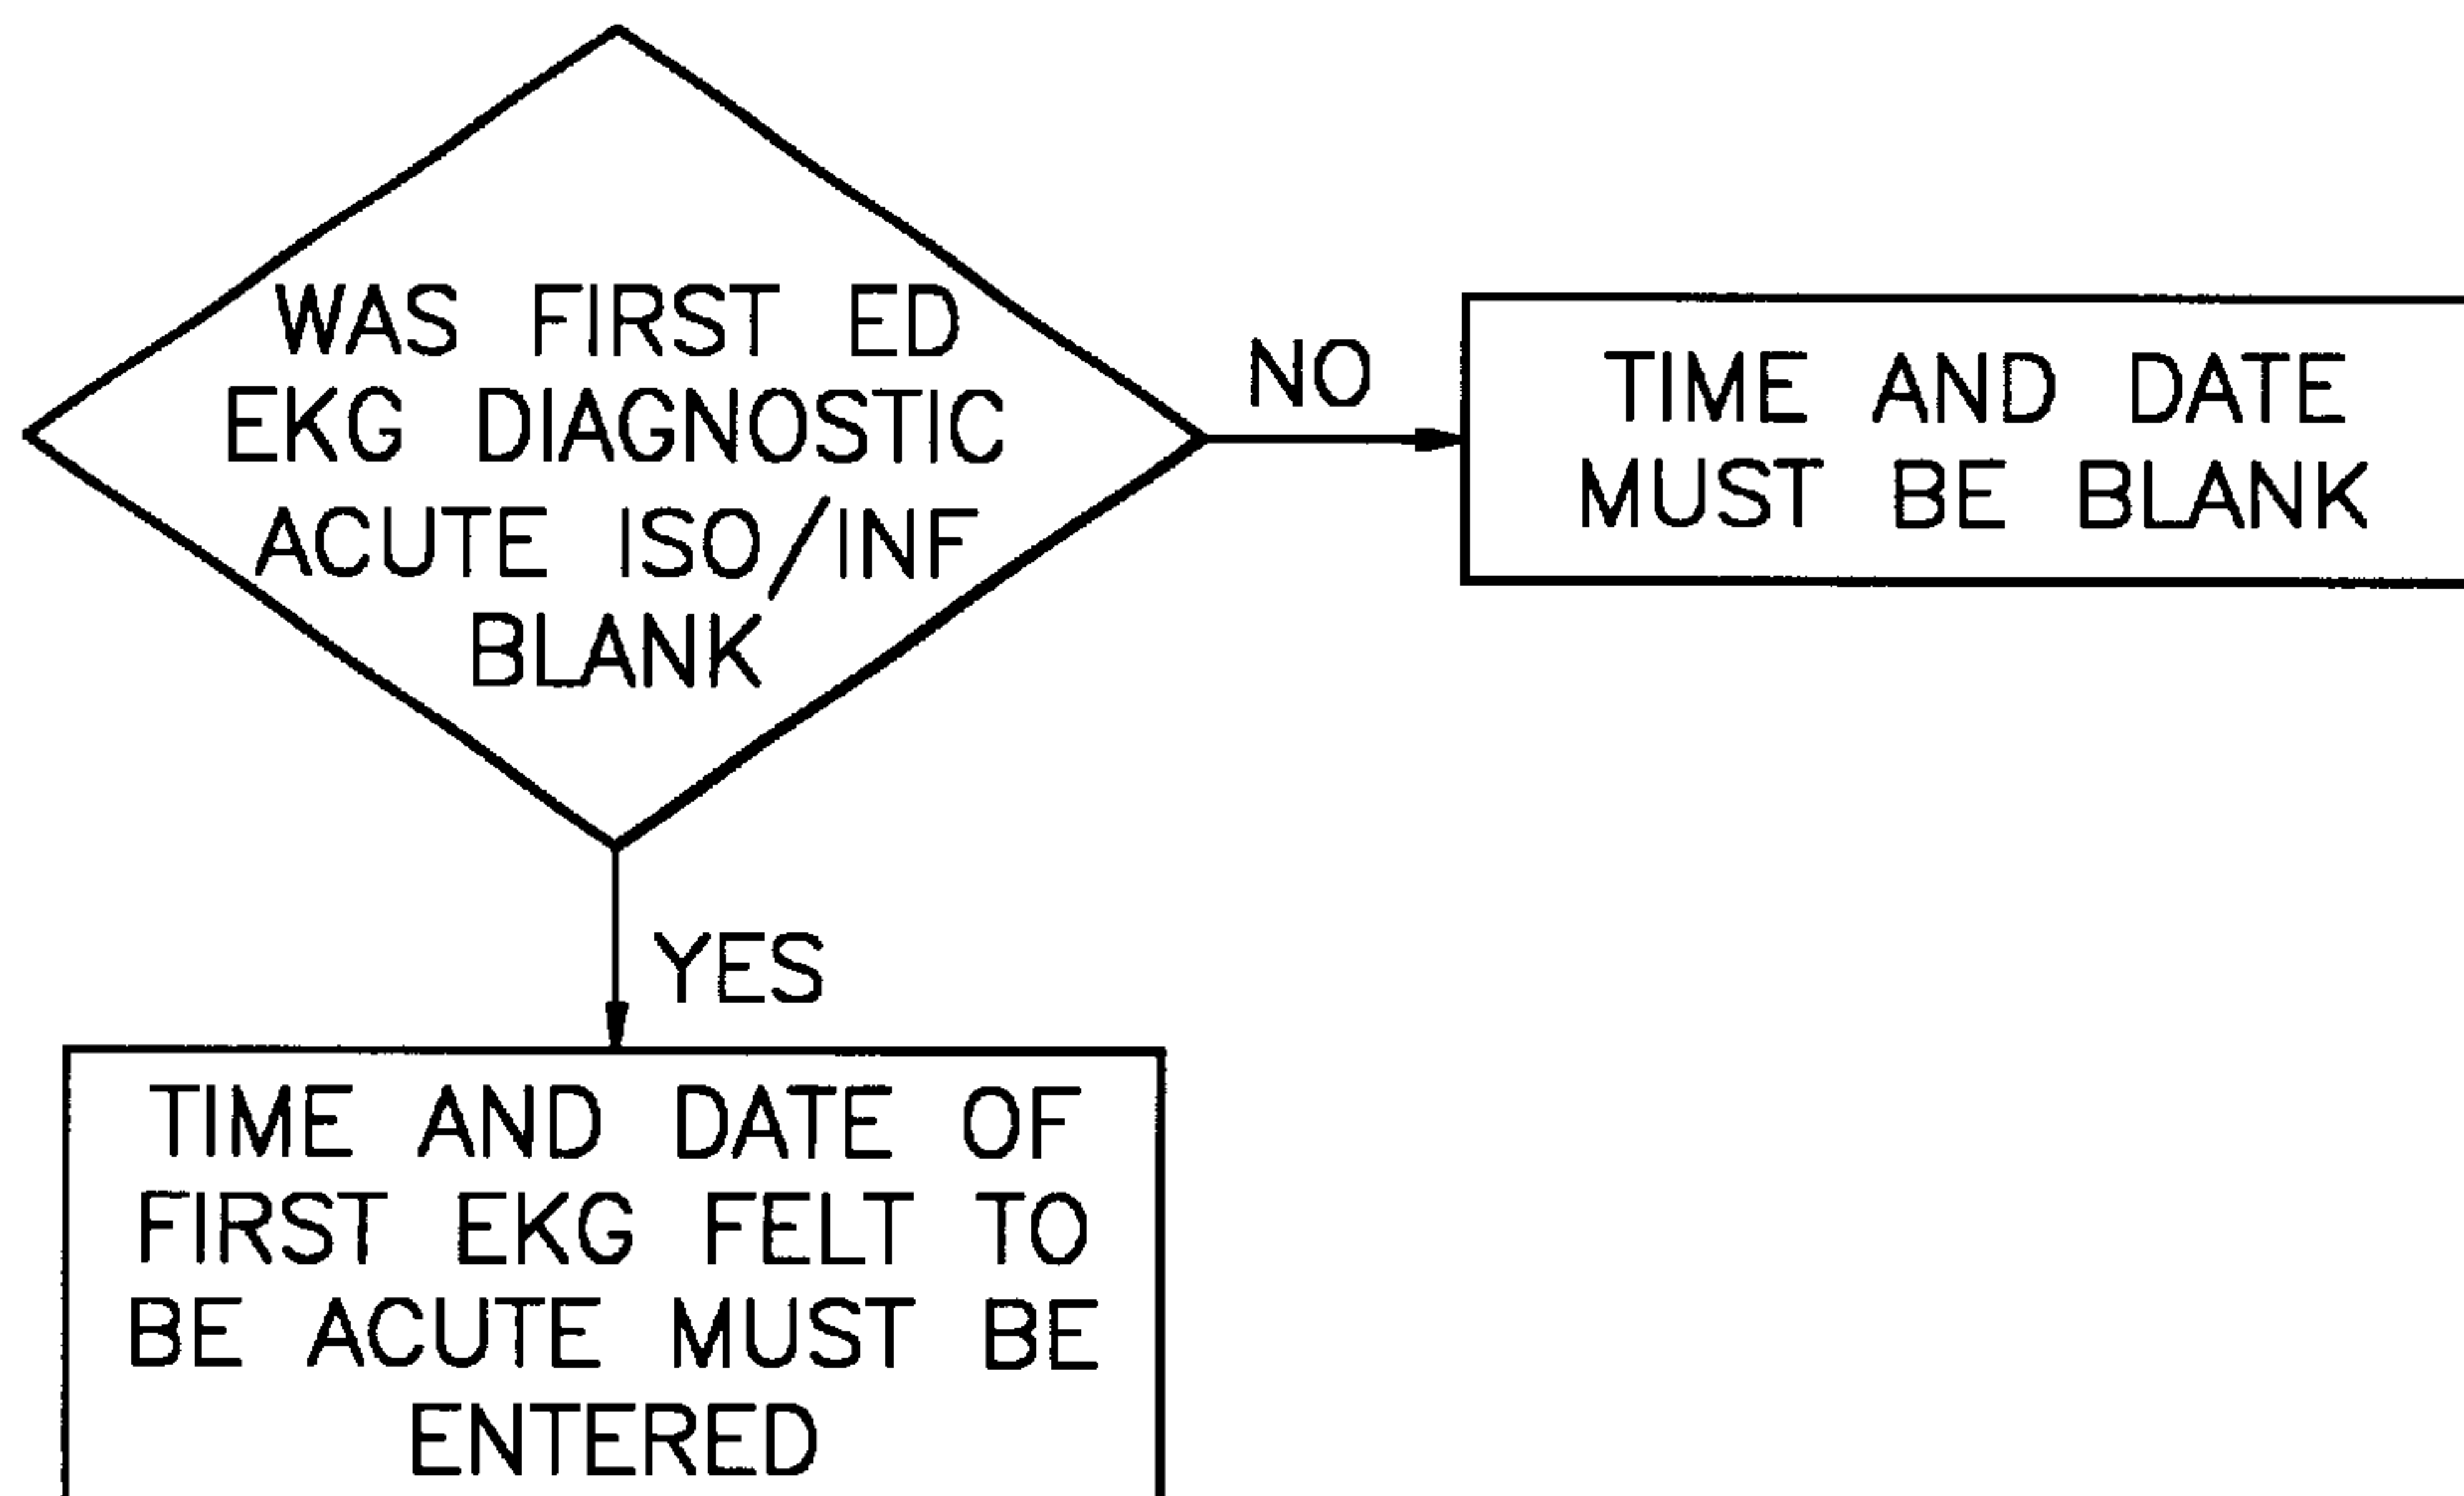 WAS FIRST ED
EKG DIAGNOSTIC
ACUTE ISO/INF
BLANK
NO
TIME AND DATE
MUST BE BLANK
YES
TIME AND DATE OF
FIRST EKG FELT TO
BE ACUTE MUST BE
ENTERED